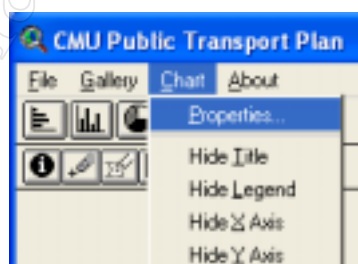 CMU Public Transport Plan
File Gallery Chart About
Properties...
Hide Title
Hide Legend
Hide X Axis
Hide Y Axis